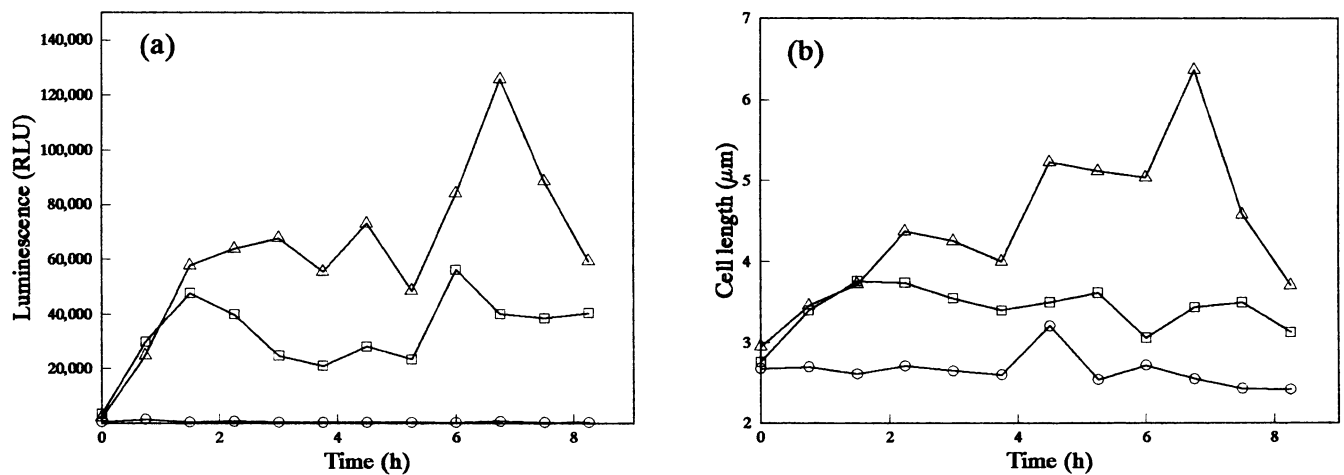 (a)
Luminescence (RLU)
140,000
120,000
100,000
80,000
60,000
40,000
20,000
0 2 4 6 8
Time (h)
(b)
Cell length (μm)
7
6
5
4
3
2
0 2 4 6 8
Time (h)